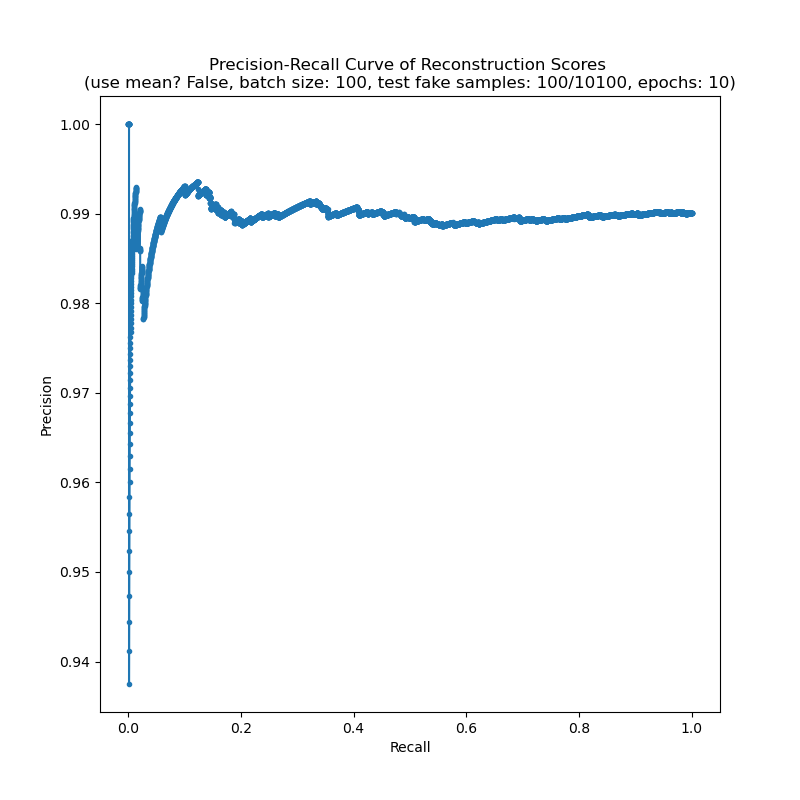 Precision-Recall Curve of Reconstruction Scores
(use mean? False, batch size: 100, test fake samples: 100/10100, epochs: 10)
1.00
0.99
0.98
0.97
0.96
0.95
0.94
Precision
0.0 0.2 0.4 0.6 0.8 1.0
Recall